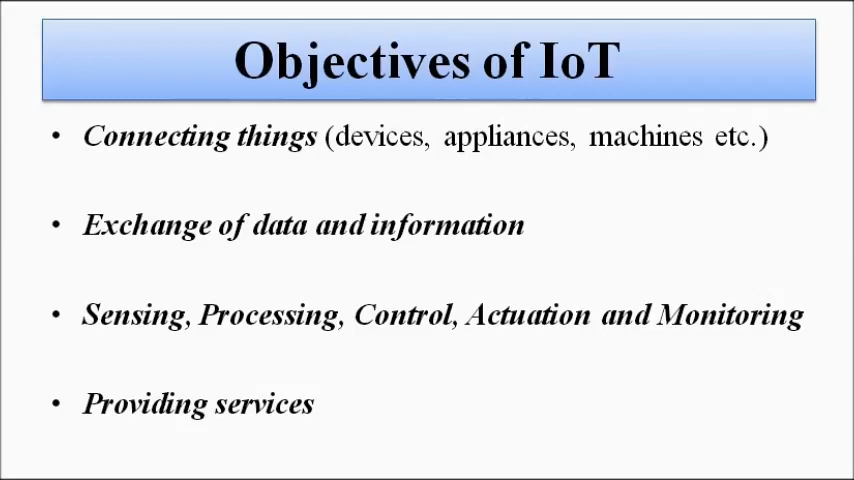 Objectives of IoT
• Connecting things (devices, appliances, machines etc.)
• Exchange of data and information
• Sensing, Processing, Control, Actuation and Monitoring
• Providing services